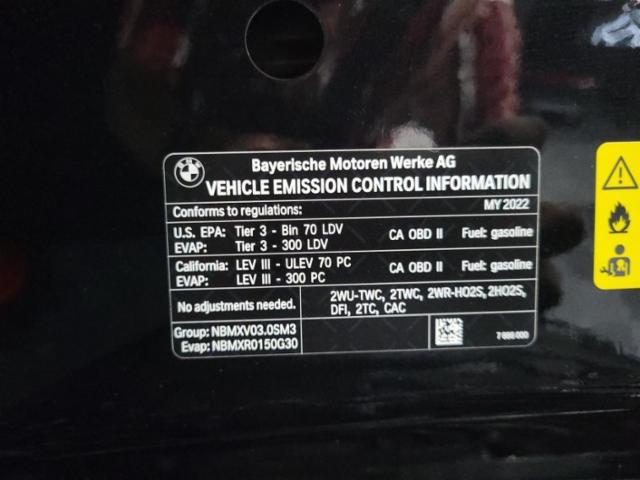 BMW
Bayerische Motoren Werke AG
VEHICLE EMISSION CONTROL INFORMATION
Conforms to regulations: MY 2022
U.S. EPA: Tier 3 - Bin 70 LDV CA OBD II Fuel: gasoline
EVAP: Tier 3 - 300 LDV
California: LEV III - ULEV 70 PC CA OBD II Fuel: gasoline
EVAP: LEV III - 300 PC
No adjustments needed. 2WU-TWC, 2TWC, 2WR-HO2S, 2HO2S,
DFI, 2TC, CAC
Group: NBMXV03.0SM3
Evap: NBMXR0150G30